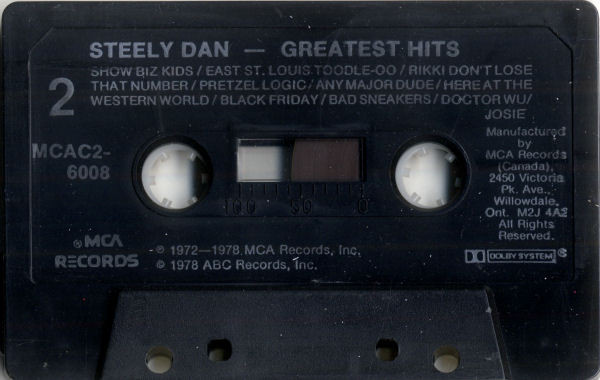 STEELY DAN — GREATEST HITS
2
SHOW BIZ KIDS / EAST ST. LOUIS TOODLE-OO / RIKKI DON'T LOSE
THAT NUMBER / PRETZEL LOGIC / ANY MAJOR DUDE / HERE AT THE
WESTERN WORLD / BLACK FRIDAY / BAD SNEAKERS / DOCTOR WU /
JOSIE
MCAC2-
6008
Manufactured
by
MCA Records
(Canada),
2450 Victoria
Pk. Ave.,
Willowdale,
Ont. M2J 4A2
All Rights
Reserved.
100 50 0
® MCA
RECORDS
℗ 1972—1978 MCA Records, Inc.
© 1978 ABC Records, Inc.
DOLBY SYSTEM ®